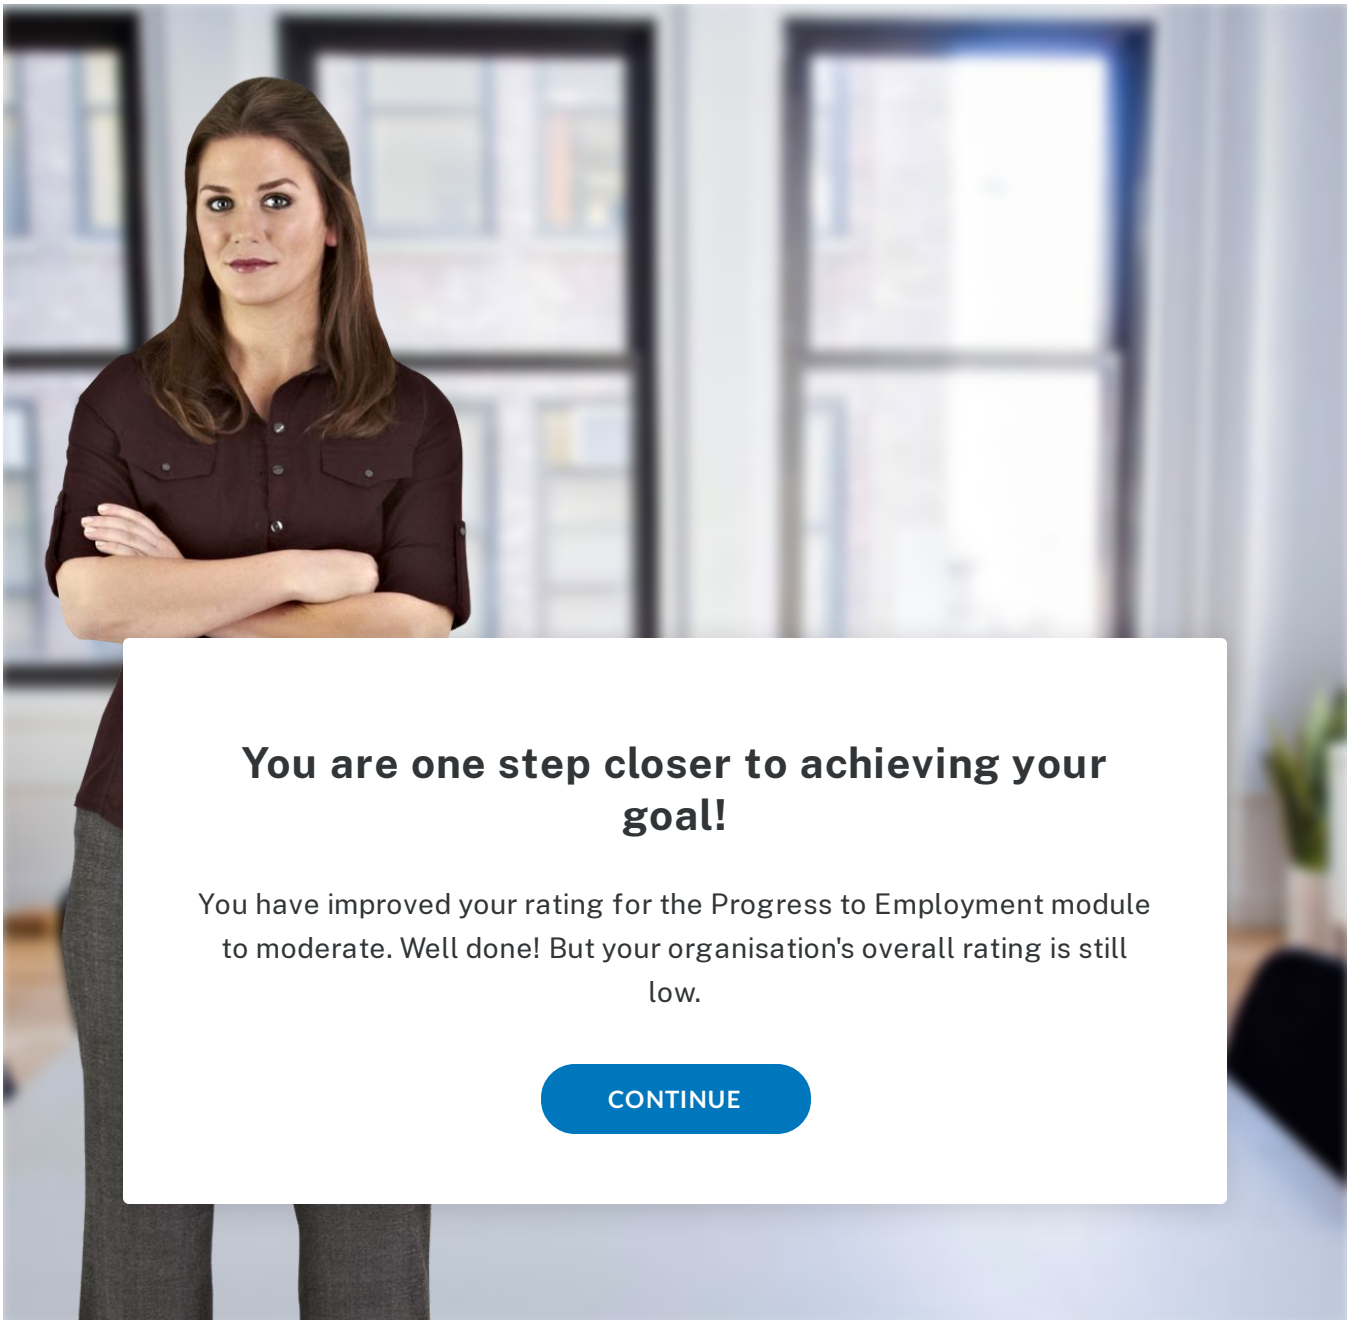 You are one step closer to achieving your
goal!
You have improved your rating for the Progress to Employment module
to moderate. Well done! But your organisation's overall rating is still
low.
CONTINUE